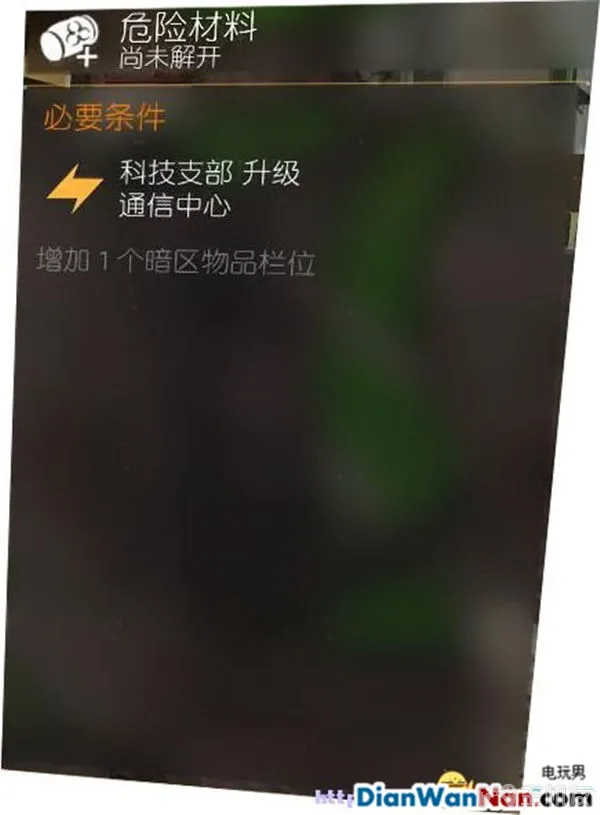 危险材料
尚未解开
必要条件
科技支部 升级
通信中心
增加1个暗区物品栏位
电玩男
DianWanNan.com